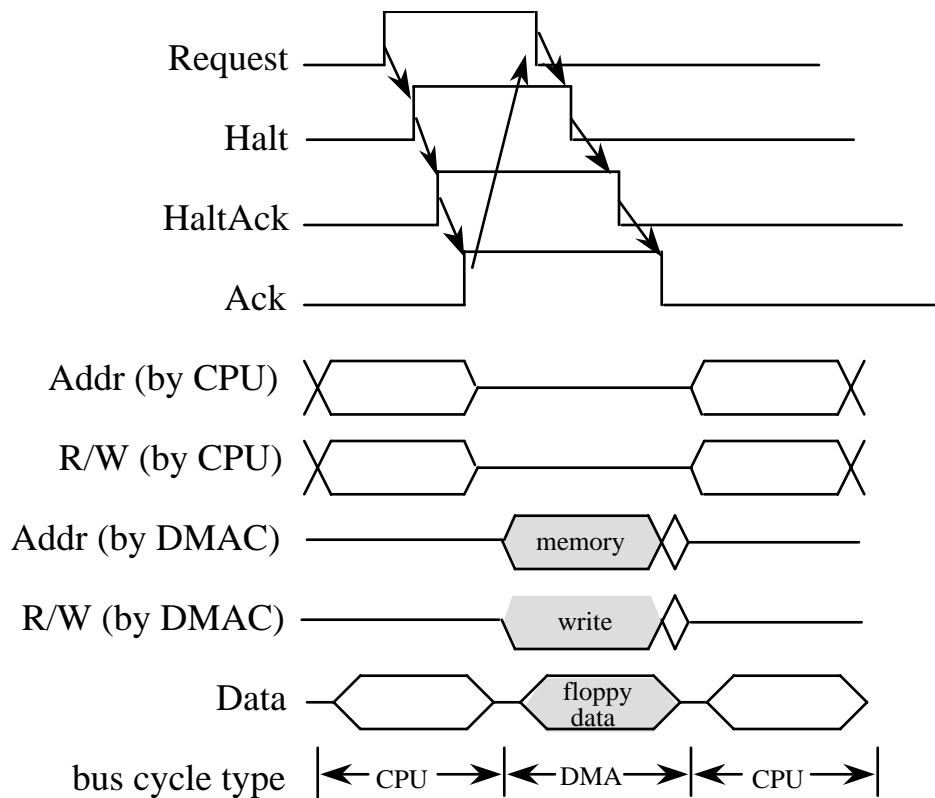 Request
Halt
HaltAck
Ack
Addr (by CPU)
R/W (by CPU)
Addr (by DMAC)
memory
R/W (by DMAC)
write
Data
floppy
data
bus cycle type
CPU
DMA
CPU